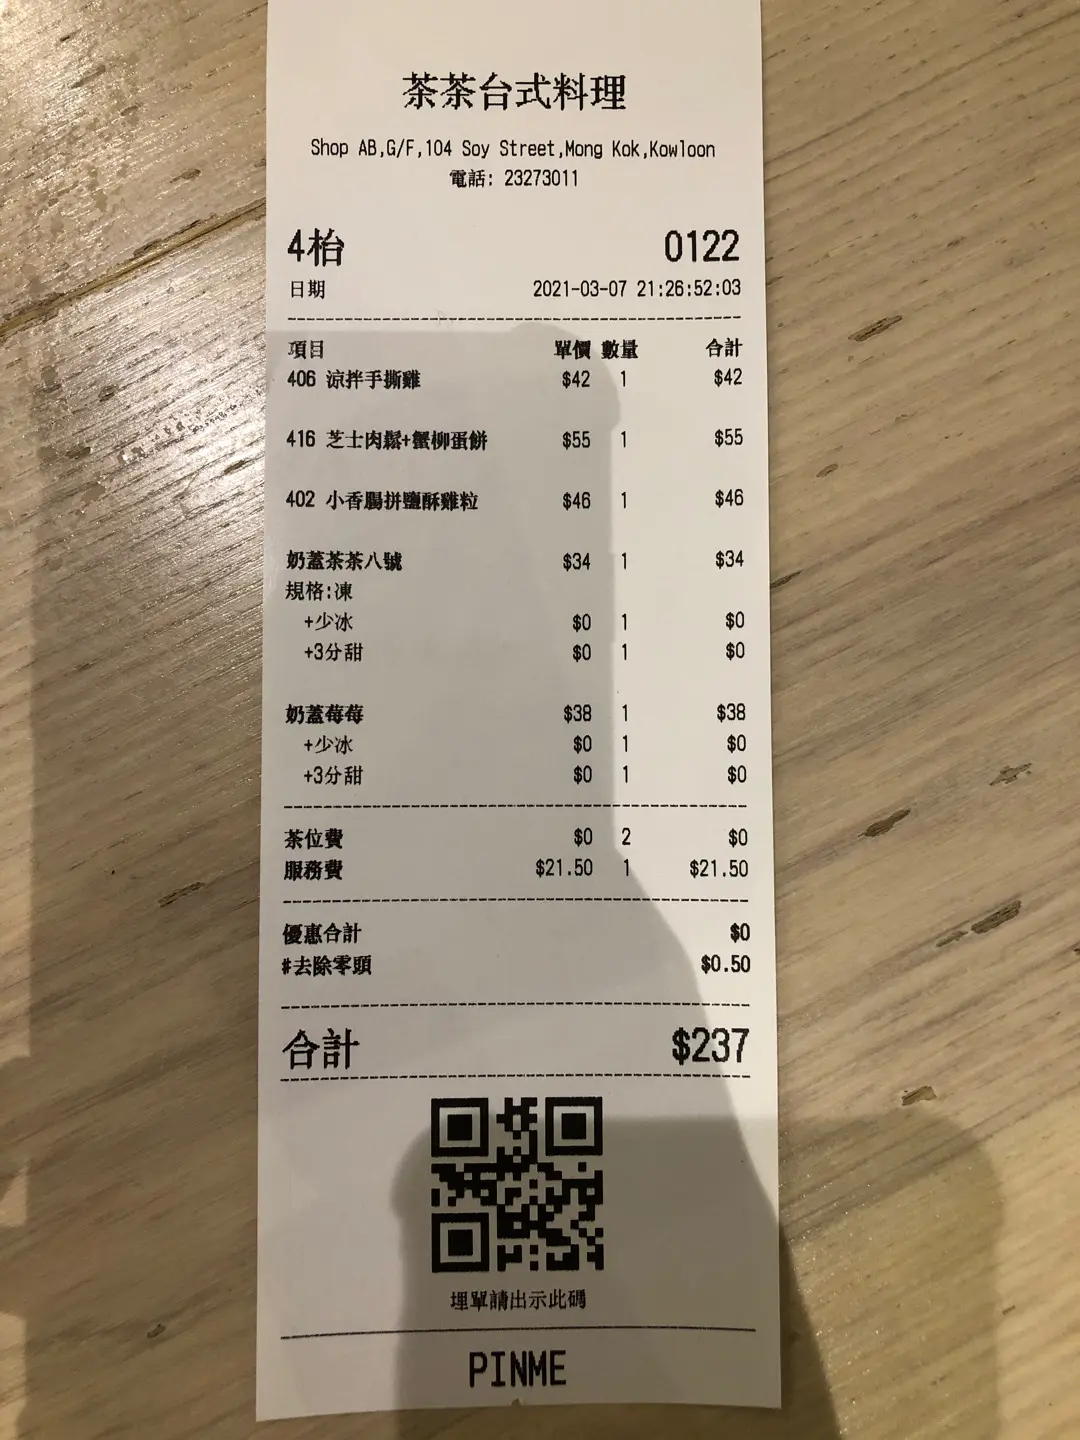 茶茶台式料理
Shop AB,G/F,104 Soy Street,Mong Kok,Kowloon
電話: 23273011
4枱 0122
日期 2021-03-07 21:26:52:03
項目 單價 數量 合計
406 涼拌手撕雞 $42 1 $42
416 芝士肉鬆+蟹柳蛋餅 $55 1 $55
402 小香腸拼鹽酥雞粒 $46 1 $46
奶蓋茶茶八號 $34 1 $34
規格:凍
+少冰 $0 1 $0
+3分甜 $0 1 $0
奶蓋莓莓 $38 1 $38
+少冰 $0 1 $0
+3分甜 $0 1 $0
茶位費 $0 2 $0
服務費 $21.50 1 $21.50
優惠合計 $0
#去除零頭 $0.50
合計 $237
埋單請出示此碼
PINME